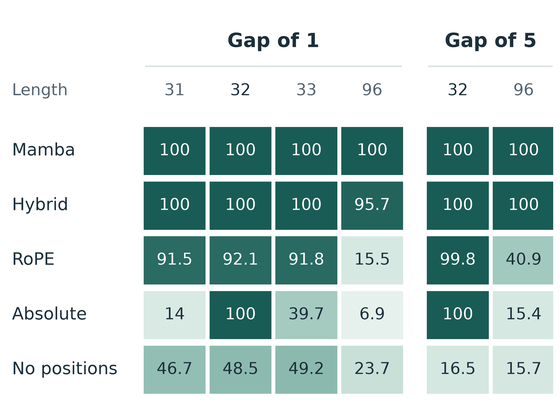 Gap of 1 Gap of 5
Length 31 32 33 96 32 96
Mamba 100 100 100 100 100 100
Hybrid 100 100 100 95.7 100 100
RoPE 91.5 92.1 91.8 15.5 99.8 40.9
Absolute 14 100 39.7 6.9 100 15.4
No positions 46.7 48.5 49.2 23.7 16.5 15.7